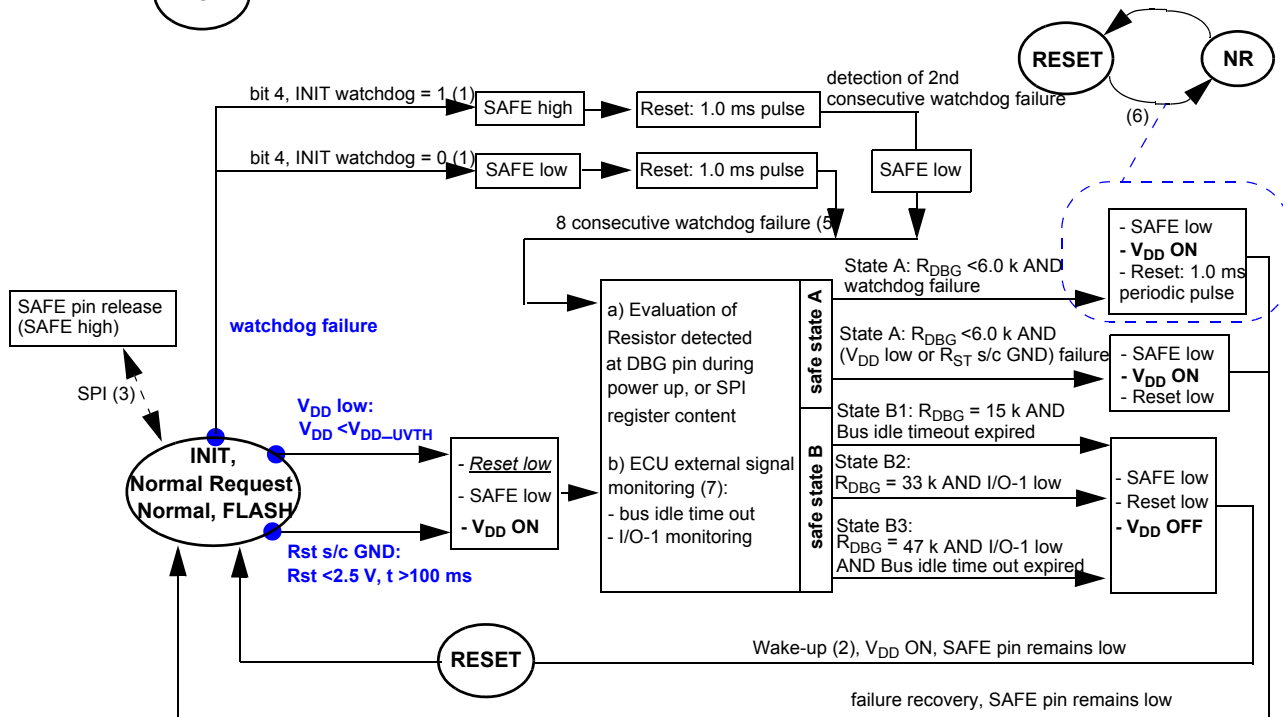 RESET
NR
(6)
detection of 2nd
consecutive watchdog failure
bit 4, INIT watchdog = 1 (1)
SAFE high
Reset: 1.0 ms pulse
bit 4, INIT watchdog = 0 (1)
SAFE low
Reset: 1.0 ms pulse
SAFE low
8 consecutive watchdog failure (5
State A: RDBG <6.0 k AND
watchdog failure
- SAFE low
- VDD ON
- Reset: 1.0 ms
periodic pulse
SAFE pin release
(SAFE high)
SPI (3)
watchdog failure
a) Evaluation of
Resistor detected
at DBG pin during
power up, or SPI
register content
b) ECU external signal
monitoring (7):
- bus idle time out
- I/O-1 monitoring
safe state A
safe state B
State A: RDBG <6.0 k AND
(VDD low or RST s/c GND) failure
- SAFE low
- VDD ON
- Reset low
VDD low:
VDD <VDD_UVTH
INIT,
Normal Request
Normal, FLASH
- Reset low
- SAFE low
- VDD ON
Rst s/c GND:
Rst <2.5 V, t >100 ms
State B1: RDBG = 15 k AND
Bus idle timeout expired
State B2:
RDBG = 33 k AND I/O-1 low
State B3:
RDBG = 47 k AND I/O-1 low
AND Bus idle time out expired
- SAFE low
- Reset low
- VDD OFF
RESET
Wake-up (2), VDD ON, SAFE pin remains low
failure recovery, SAFE pin remains low